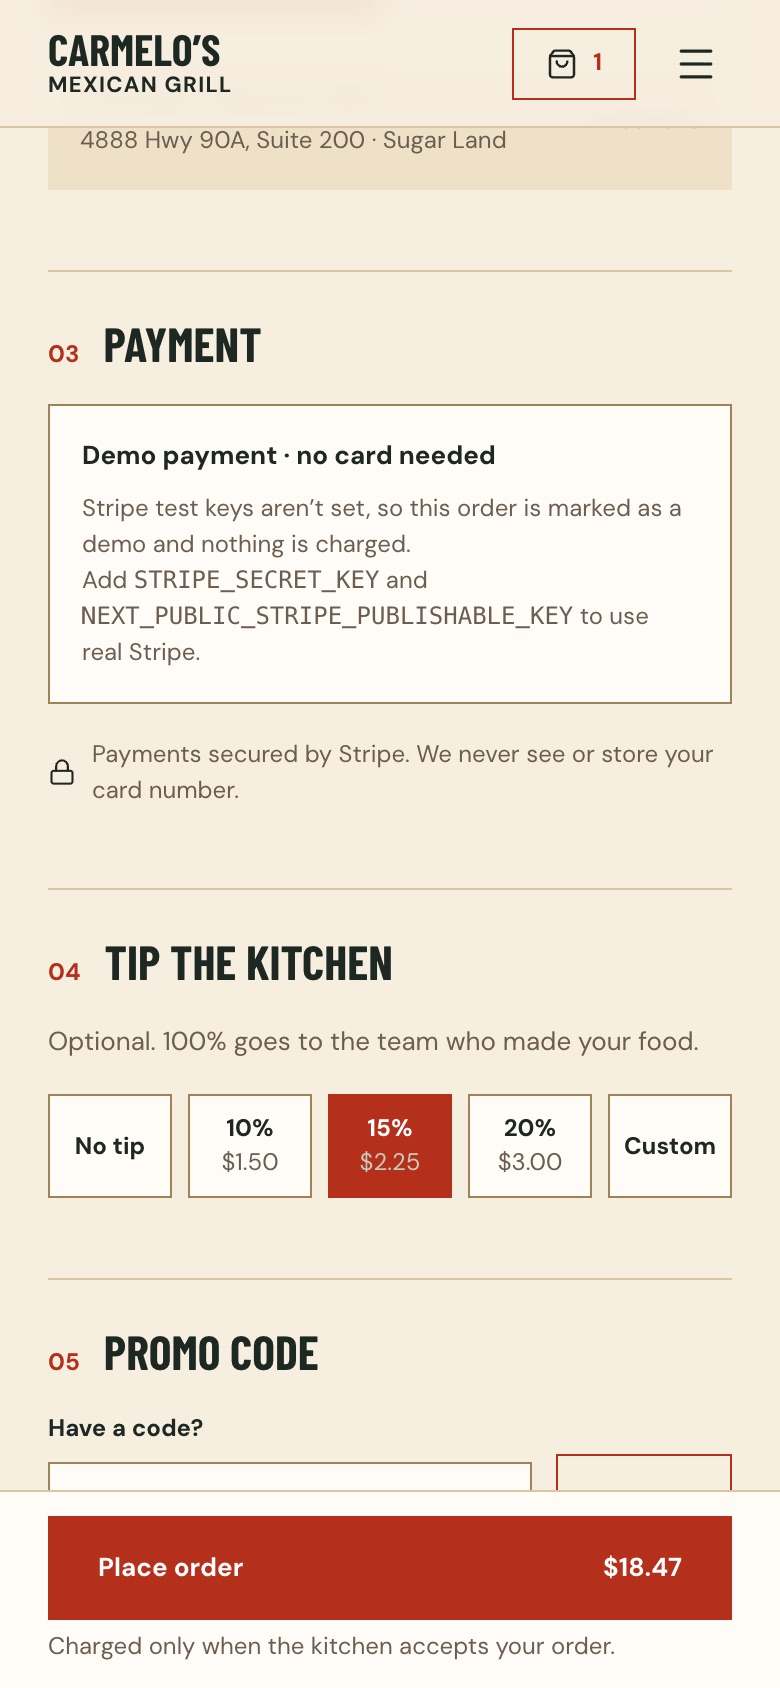 CARMELO’S
MEXICAN GRILL
1
4888 Hwy 90A, Suite 200 · Sugar Land
03 PAYMENT
Demo payment · no card needed
Stripe test keys aren’t set, so this order is marked as a
demo and nothing is charged.
Add STRIPE_SECRET_KEY and
NEXT_PUBLIC_STRIPE_PUBLISHABLE_KEY to use
real Stripe.
Payments secured by Stripe. We never see or store your
card number.
04 TIP THE KITCHEN
Optional. 100% goes to the team who made your food.
No tip
10%
$1.50
15%
$2.25
20%
$3.00
Custom
05 PROMO CODE
Have a code?
Place order $18.47
Charged only when the kitchen accepts your order.